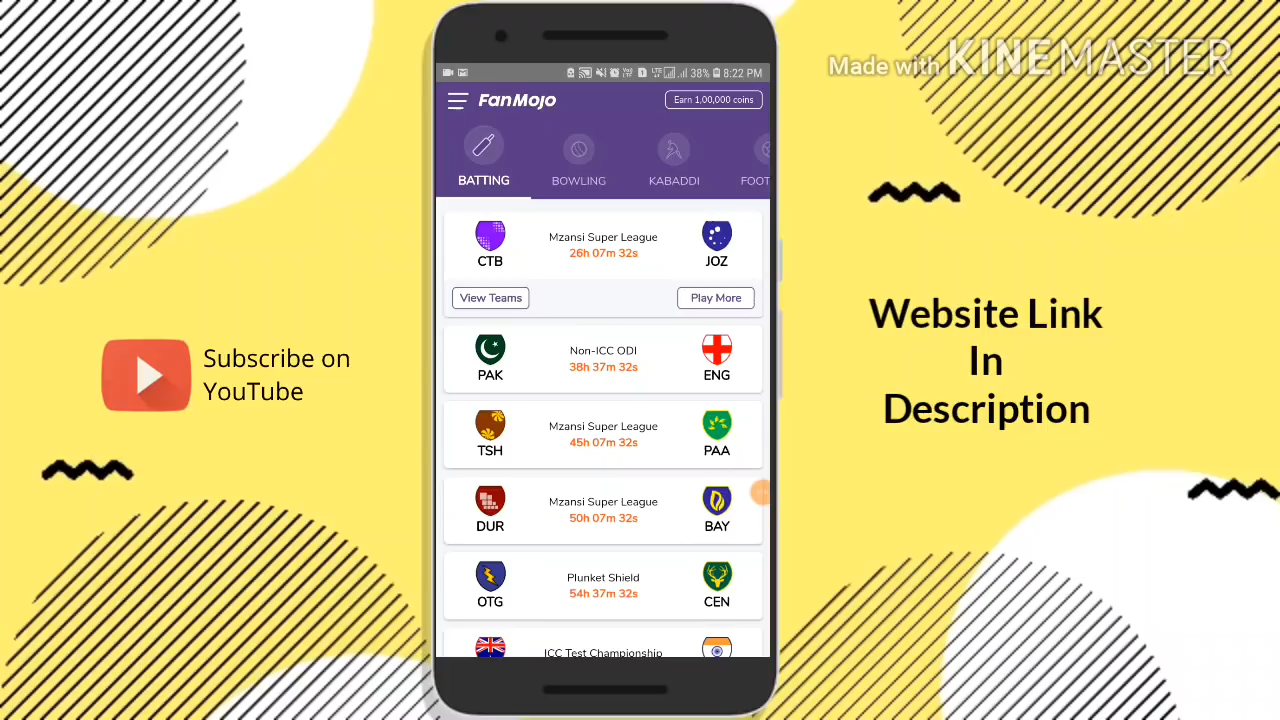 Made with KINEMASTER
38% 8:22 PM
FanMojo
Earn 1,00,000 coins
BATTING
BOWLING
KABADDI
FOOT
Mzansi Super League
26h 07m 32s
CTB
JOZ
View Teams
Play More
Non-ICC ODI
38h 37m 32s
PAK
ENG
Mzansi Super League
45h 07m 32s
TSH
PAA
Mzansi Super League
50h 07m 32s
DUR
BAY
Plunket Shield
54h 37m 32s
OTG
CEN
ICC Test Championship
Subscribe on
YouTube
Website Link
In
Description